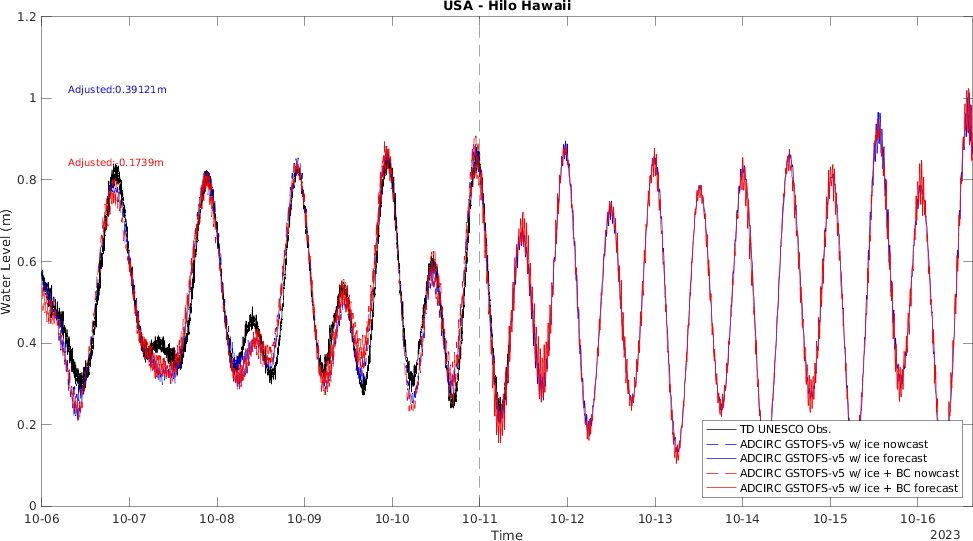 USA - Hilo Hawaii
1.2
1
0.8
0.6
0.4
0.2
0
Water Level (m)
Adjusted:0.39121m
Adjusted:-0.1739m
TD UNESCO Obs.
ADCIRC GSTOFS-v5 w/ ice nowcast
ADCIRC GSTOFS-v5 w/ ice forecast
ADCIRC GSTOFS-v5 w/ ice + BC nowcast
ADCIRC GSTOFS-v5 w/ ice + BC forecast
10-06 10-07 10-08 10-09 10-10 10-11 10-12 10-13 10-14 10-15 10-16
Time
2023